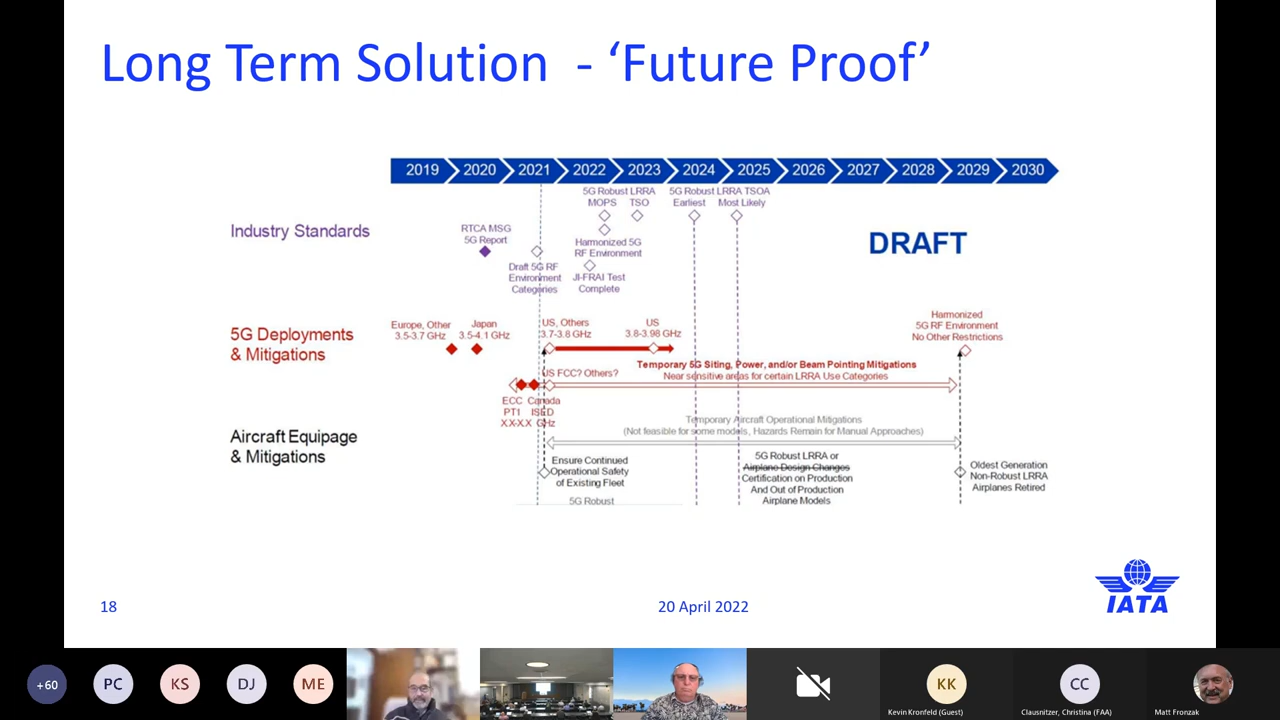 Long Term Solution - ‘Future Proof’
2019 2020 2021 2022 2023 2024 2025 2026 2027 2028 2029 2030
Industry Standards
RTCA MSG
5G Report
Draft 5G RF
Environment
Categories
5G Robust LRRA
MOPS TSO
Harmonized 5G
RF Environment
JI-FRAI Test
Complete
5G Robust LRRA TSOA
Earliest Most Likely
DRAFT
5G Deployments
& Mitigations
Europe, Other
3.5-3.7 GHz
Japan
3.5-4.1 GHz
US, Others
3.7-3.8 GHz
US
3.8-3.98 GHz
Harmonized
5G RF Environment
No Other Restrictions
US FCC? Others?
Temporary 5G Siting, Power, and/or Beam Pointing Mitigations
Near sensitive areas for certain LRRA Use Categories
ECC Canada
PT1 ISED
XX-X.X GHz
Aircraft Equipage
& Mitigations
Temporary Aircraft Operational Mitigations
(Not feasible for some models, Hazards Remain for Manual Approaches)
Ensure Continued
Operational Safety
of Existing Fleet
5G Robust
5G Robust LRRA or
Airplane Design Changes
Certification on Production
And Out of Production
Airplane Models
Oldest Generation
Non-Robust LRRA
Airplanes Retired
18
20 April 2022
IATA
+60
PC
KS
DJ
ME
KK
Kevin Kronfeld (Guest)
CC
Clausnitzer, Christina (FAA)
Matt Fronzak